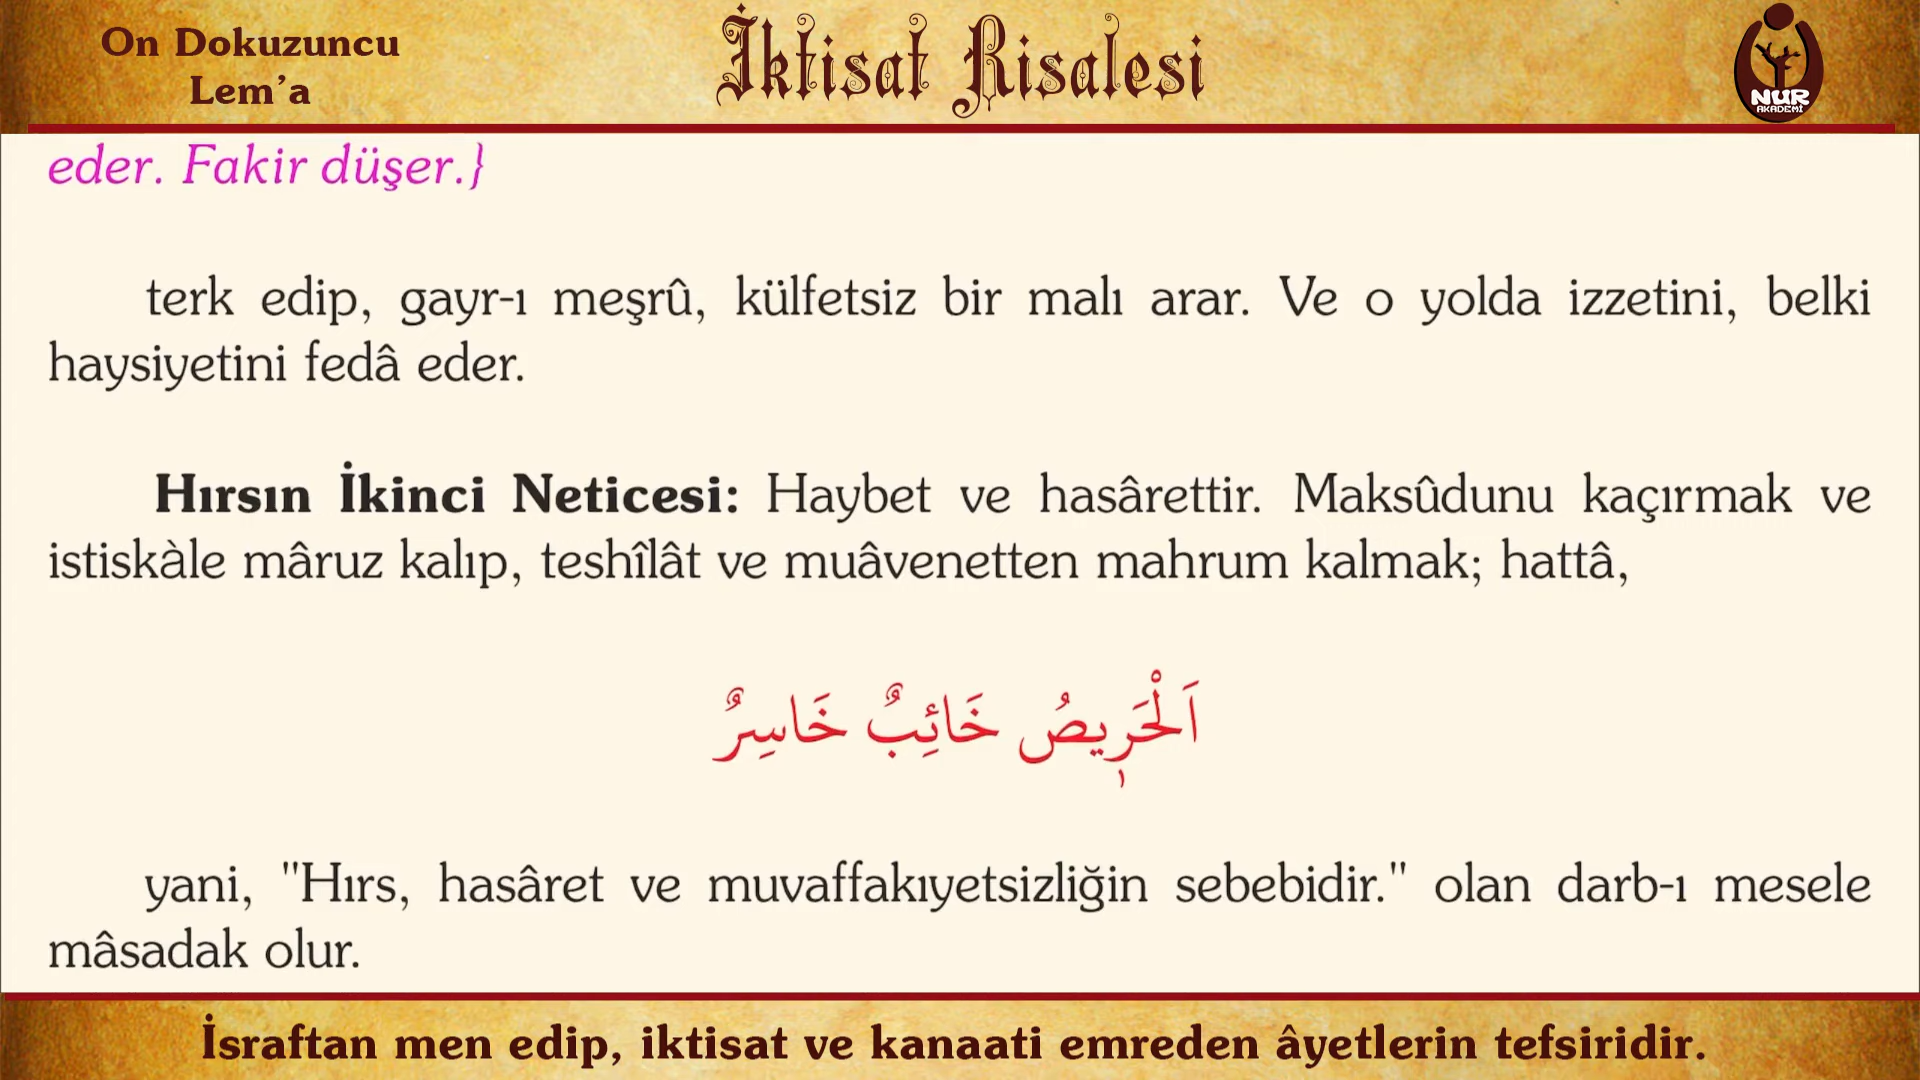 On Dokuzuncu
Lem'a
İktisat Risalesi
NUR
AKADEMİ
eder. Fakir düşer.}
terk edip, gayr-ı meşrû, külfetsiz bir malı arar. Ve o yolda izzetini, belki
haysiyetini fedâ eder.
Hırsın İkinci Neticesi: Haybet ve hasârettir. Maksûdunu kaçırmak ve
istiskàle mâruz kalıp, teshîlât ve muâvenetten mahrum kalmak; hattâ,
اَلْحَرٖيصُ خَائِبٌ خَاسِرٌ
yani, "Hırs, hasâret ve muvaffakıyetsizliğin sebebidir." olan darb-ı mesele
mâsadak olur.
İsraftan men edip, iktisat ve kanaati emreden âyetlerin tefsiridir.